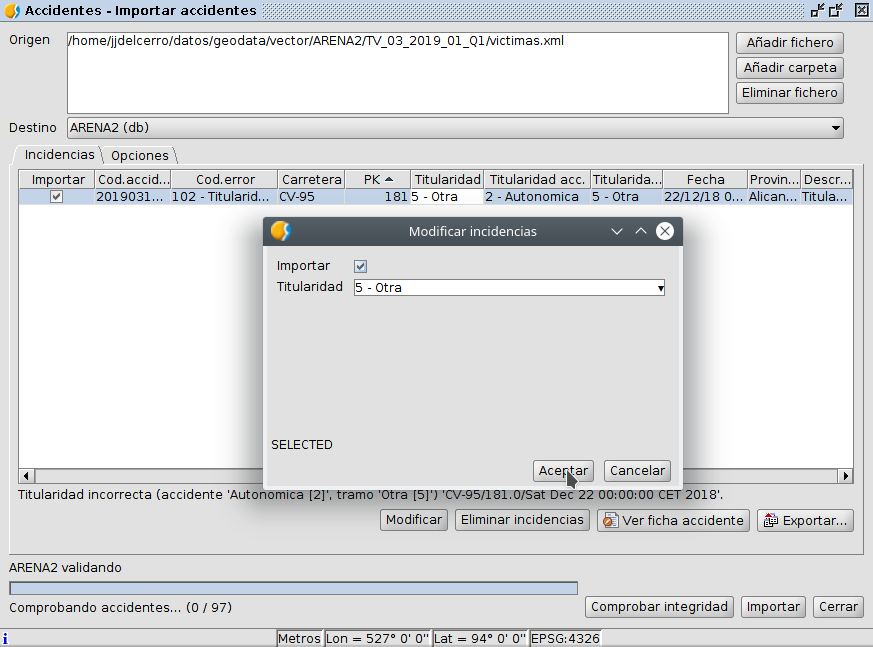 Accidentes - Importar accidentes
Origen
/home/jjdelcerro/datos/geodata/vector/ARENA2/TV_03_2019_01_Q1/victimas.xml
Añadir fichero
Añadir carpeta
Eliminar fichero
Destino
ARENA2 (db)
Incidencias Opciones
Importar Cod.accid... Cod.error Carretera PK Titularidad Titularidad acc. Titularida... Fecha Provin... Descr...
2019031... 102 - Titularid... CV-95 181 5 - Otra 2 - Autonomica 5 - Otra 22/12/18 0... Alican... Titula...
Modificar incidencias
Importar
Titularidad 5 - Otra
SELECTED
Aceptar Cancelar
Titularidad incorrecta (accidente 'Autonomica [2]', tramo 'Otra [5]') 'CV-95/181.0/Sat Dec 22 00:00:00 CET 2018'.
Modificar Eliminar incidencias Ver ficha accidente Exportar...
ARENA2 validando
Comprobando accidentes... (0 / 97)
Comprobar integridad Importar Cerrar
i Metros Lon = 527° 0' 0" Lat = 94° 0' 0" EPSG:4326